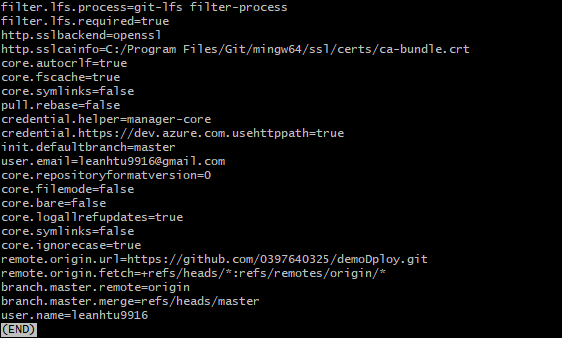 filter.lfs.process=git-lfs filter-process
filter.lfs.required=true
http.sslbackend=openssl
http.sslcainfo=C:/Program Files/Git/mingw64/ssl/certs/ca-bundle.crt
core.autocrlf=true
core.fscache=true
core.symlinks=false
pull.rebase=false
credential.helper=manager-core
credential.https://dev.azure.com.usehttppath=true
init.defaultbranch=master
user.email=leanhtu9916@gmail.com
core.repositoryformatversion=0
core.filemode=false
core.bare=false
core.logallrefupdates=true
core.symlinks=false
core.ignorecase=true
remote.origin.url=https://github.com/0397640325/demoDploy.git
remote.origin.fetch=+refs/heads/*:refs/remotes/origin/*
branch.master.remote=origin
branch.master.merge=refs/heads/master
user.name=leanhtu9916
(END)